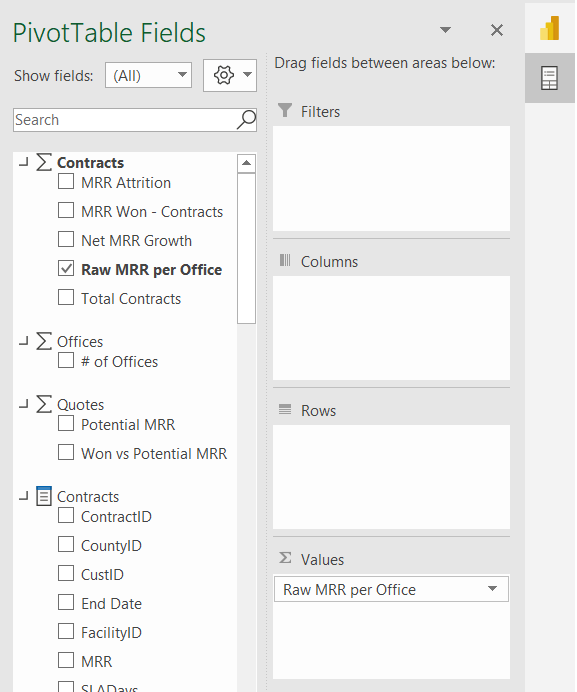 PivotTable Fields
Show fields: (All)
Search
Contracts
MRR Attrition
MRR Won - Contracts
Net MRR Growth
Raw MRR per Office
Total Contracts
Offices
# of Offices
Quotes
Potential MRR
Won vs Potential MRR
Contracts
ContractID
CountyID
CustID
End Date
FacilityID
MRR
SLADays
Drag fields between areas below:
Filters
Columns
Rows
Σ Values
Raw MRR per Office